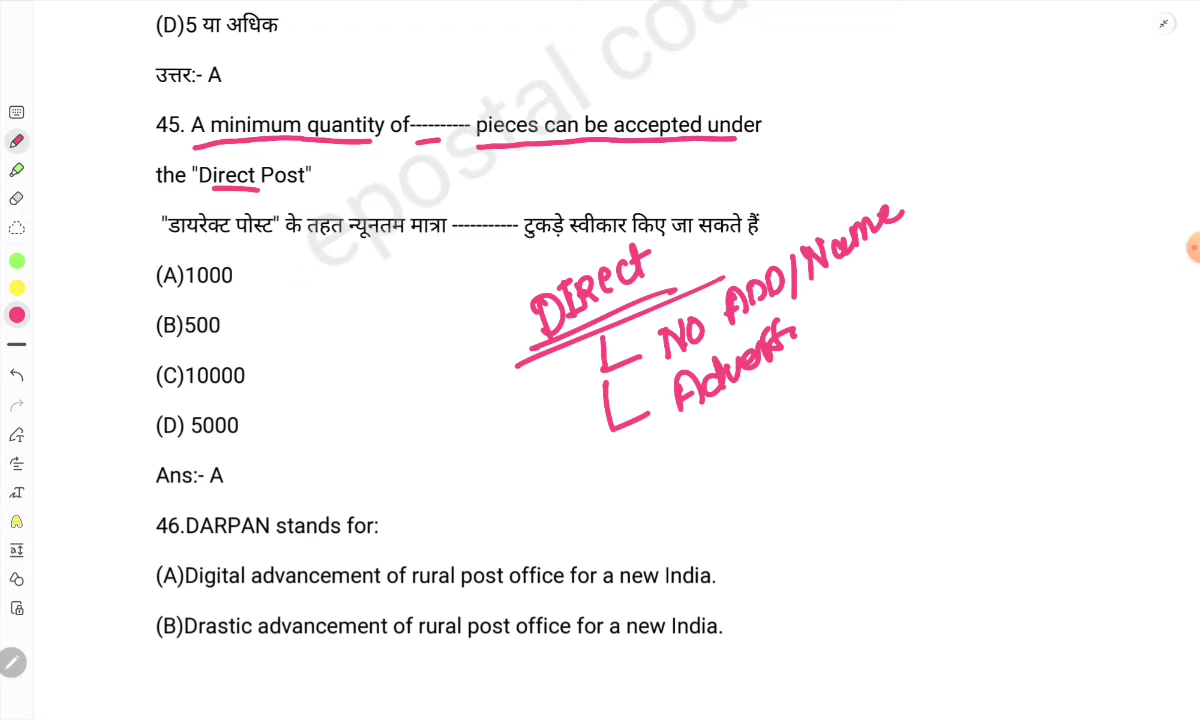 (D)5 या अधिक
उत्तर:- A
45. A minimum quantity of---------- pieces can be accepted under
the "Direct Post"
"डायरेक्ट पोस्ट" के तहत न्यूनतम मात्रा ----------- टुकड़े स्वीकार किए जा सकते हैं
(A)1000
(B)500
(C)10000
(D) 5000
Ans:- A
46.DARPAN stands for:
(A)Digital advancement of rural post office for a new India.
(B)Drastic advancement of rural post office for a new India.
DIRect
NO ADD/Name
epostal coa